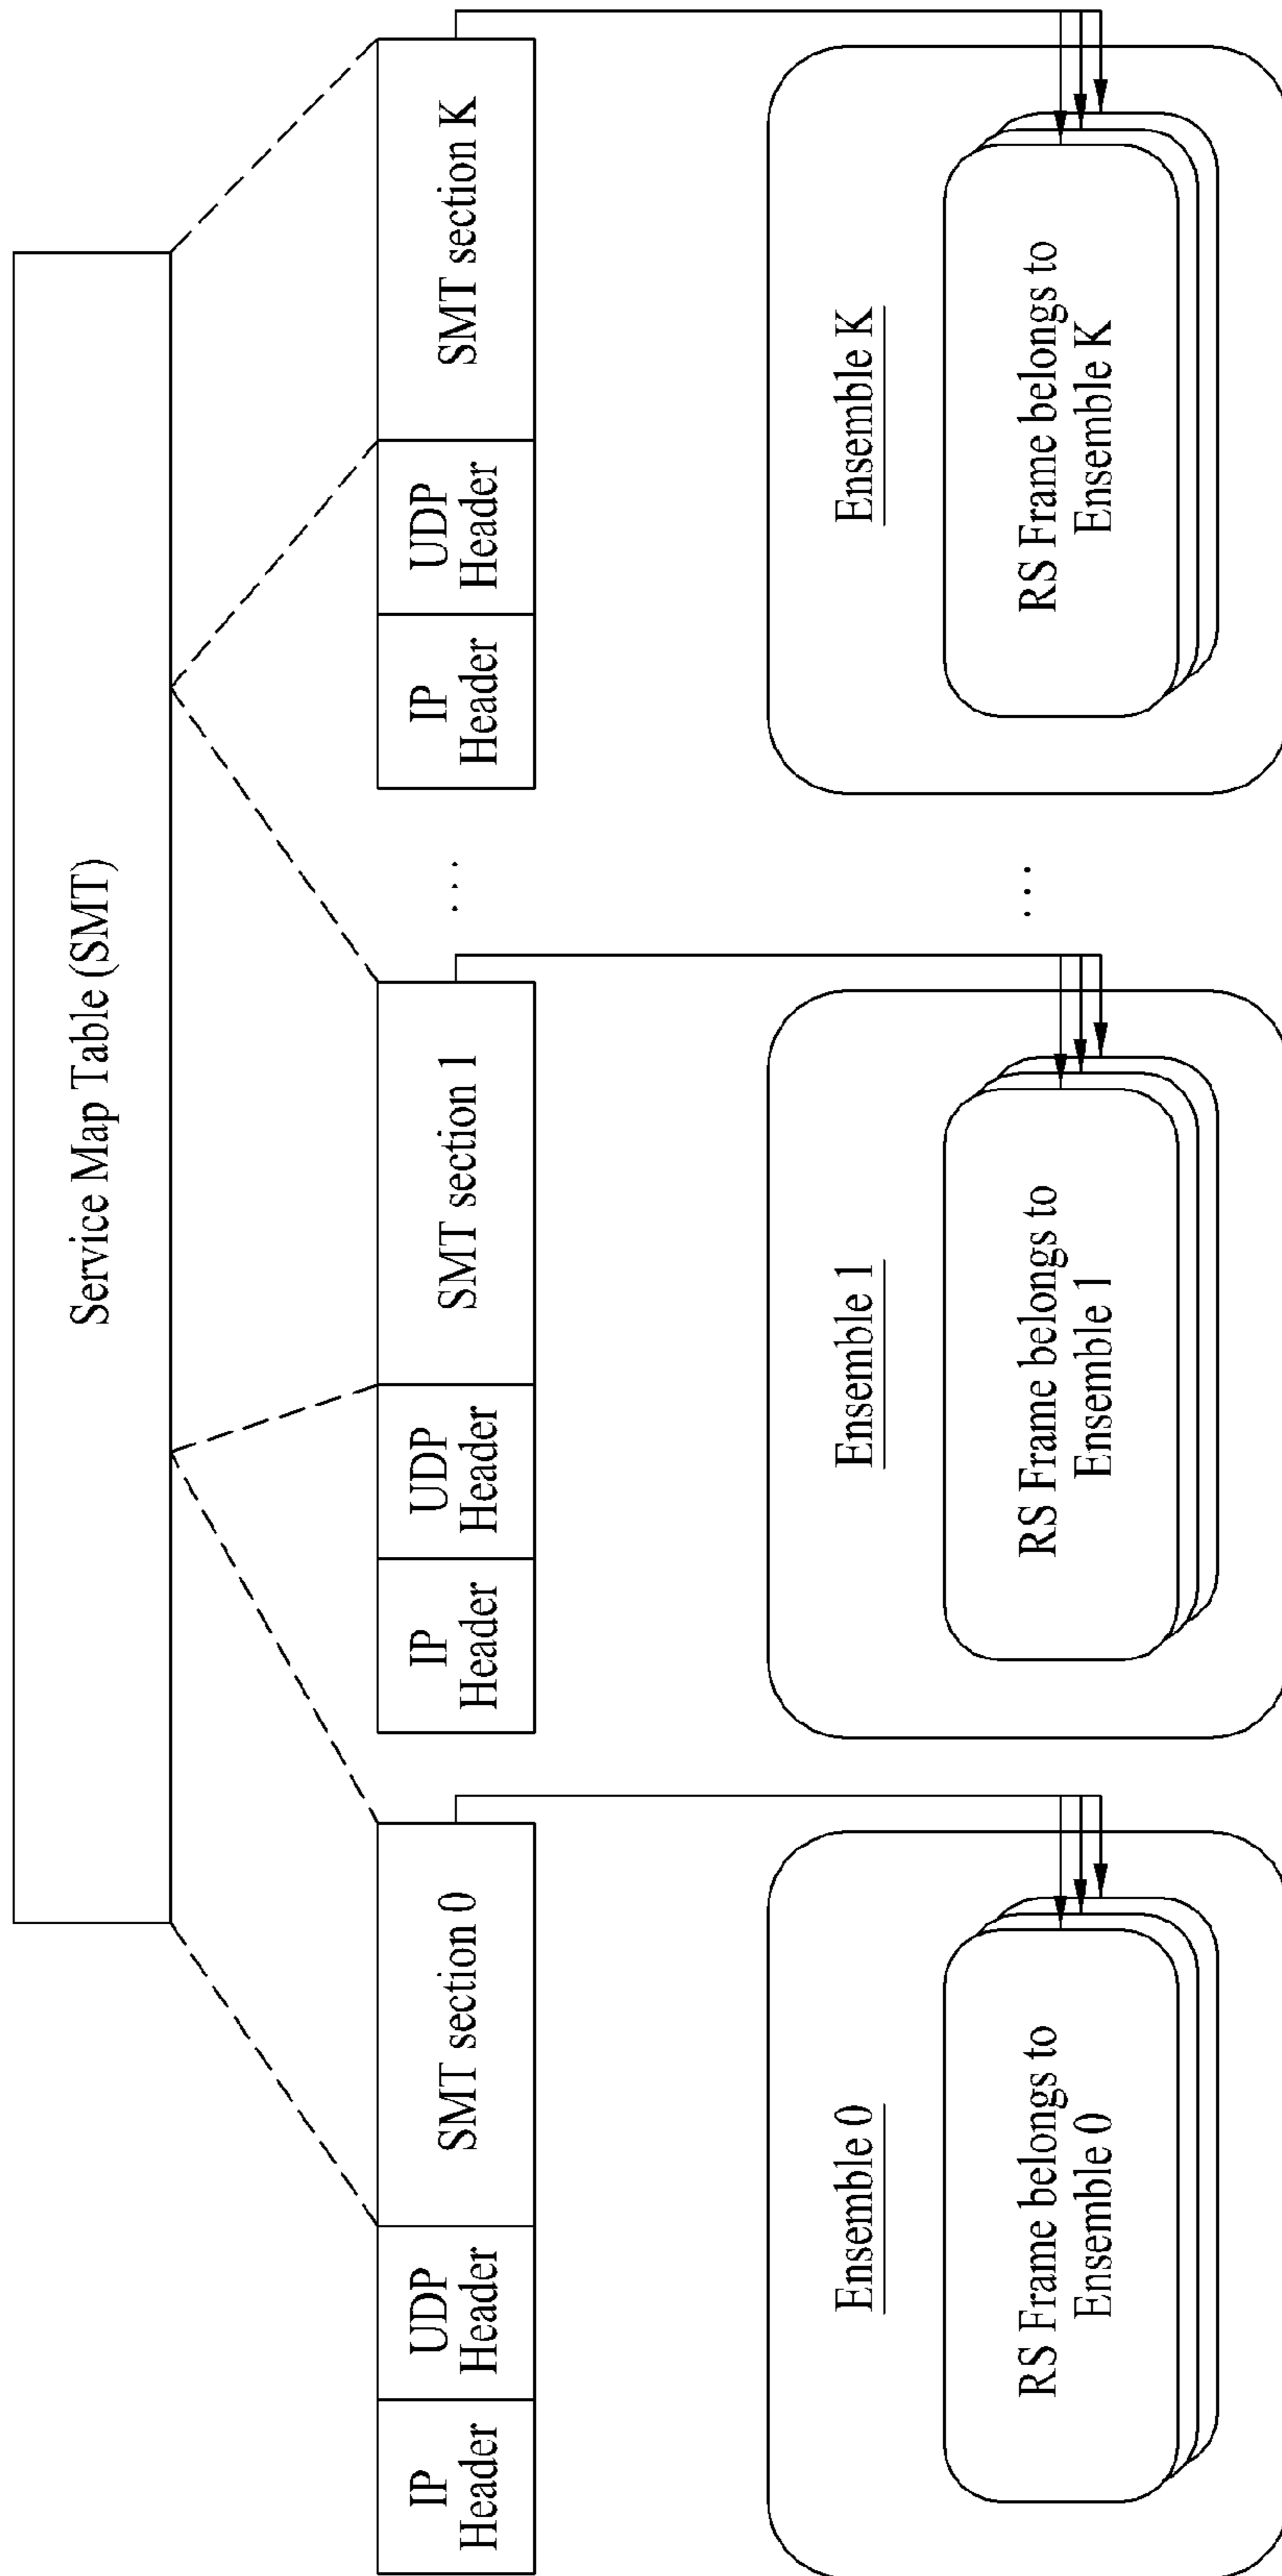 Service Map Table (SMT)
IP
Header
UDP
Header
SMT section 0
IP
Header
UDP
Header
SMT section 1
...
IP
Header
UDP
Header
SMT section K
Ensemble 0
RS Frame belongs to
Ensemble 0
Ensemble 1
RS Frame belongs to
Ensemble 1
...
Ensemble K
RS Frame belongs to
Ensemble K